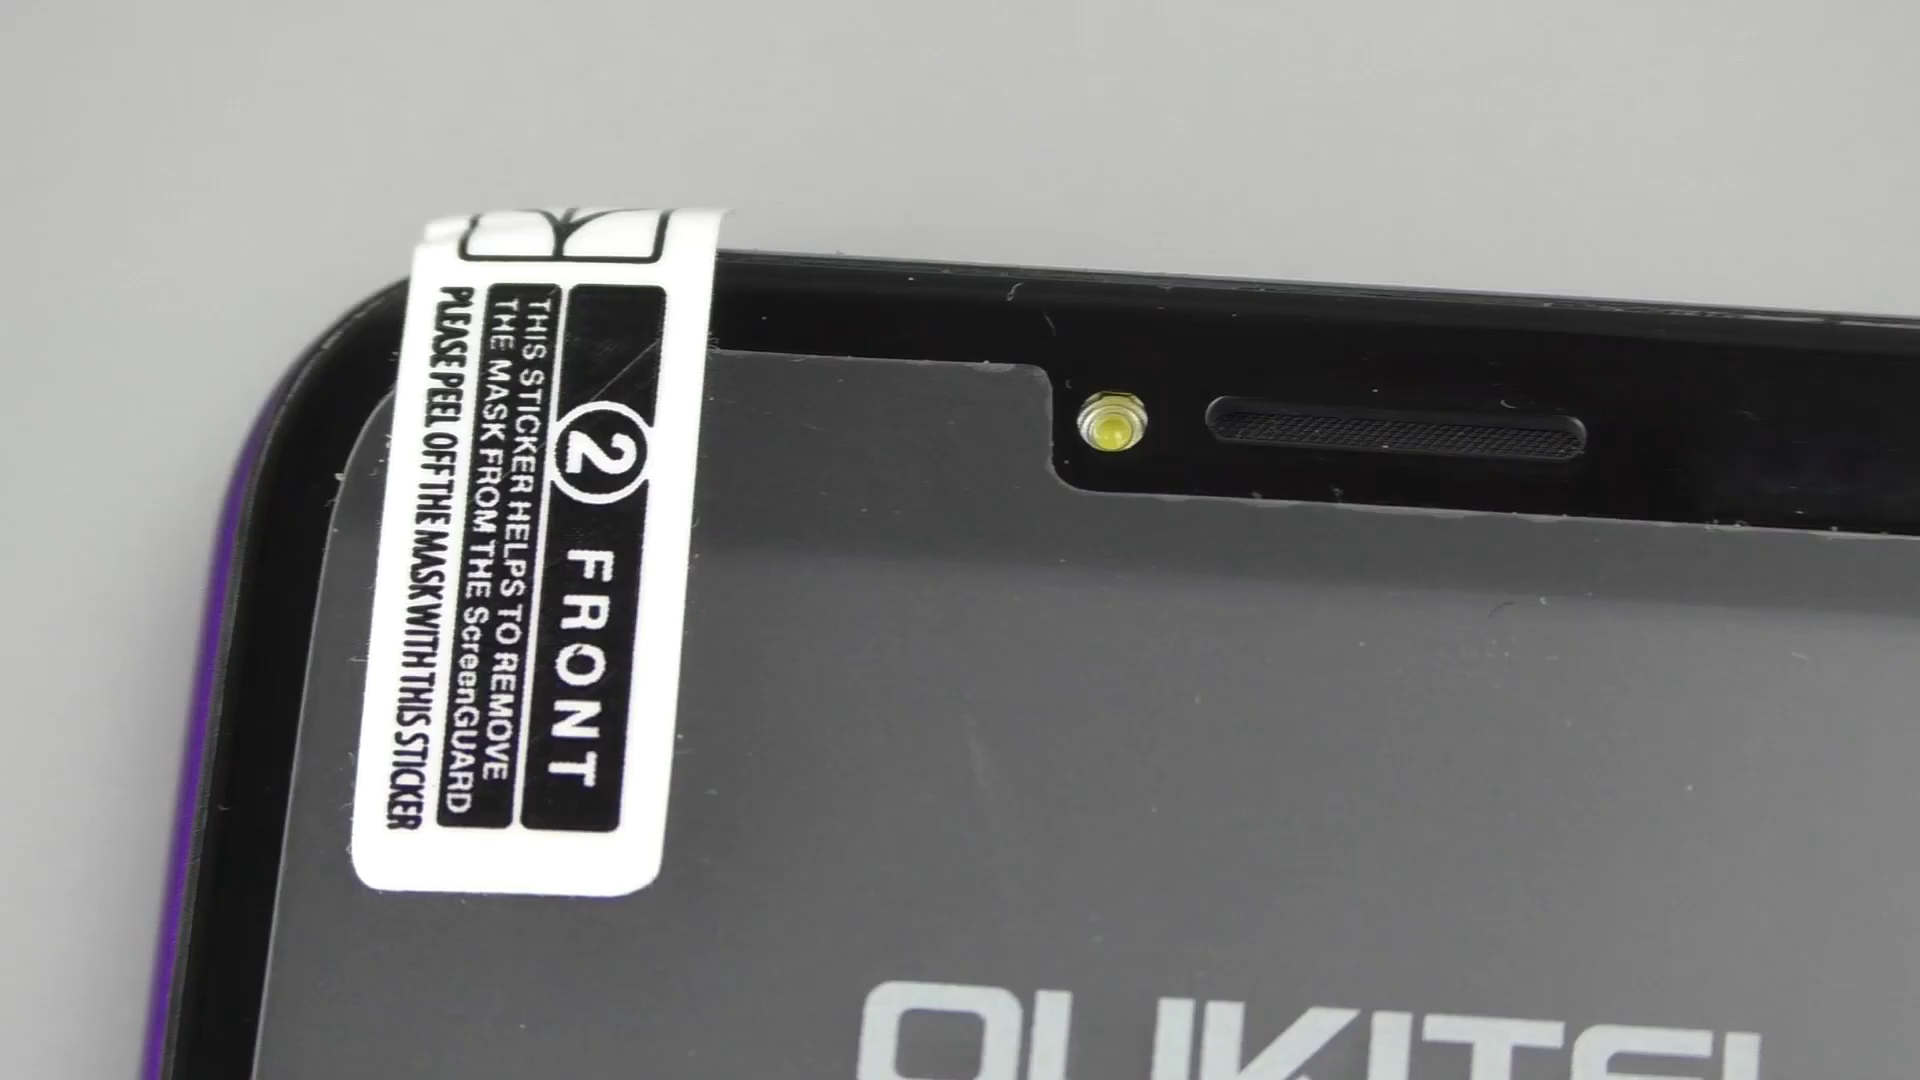 ② FRONT
THIS STICKER HELPS TO REMOVE
THE MASK FROM THE ScreenGUARD
PLEASE PEEL OFF THE MASK WITH THIS STICKER
OUKITEL